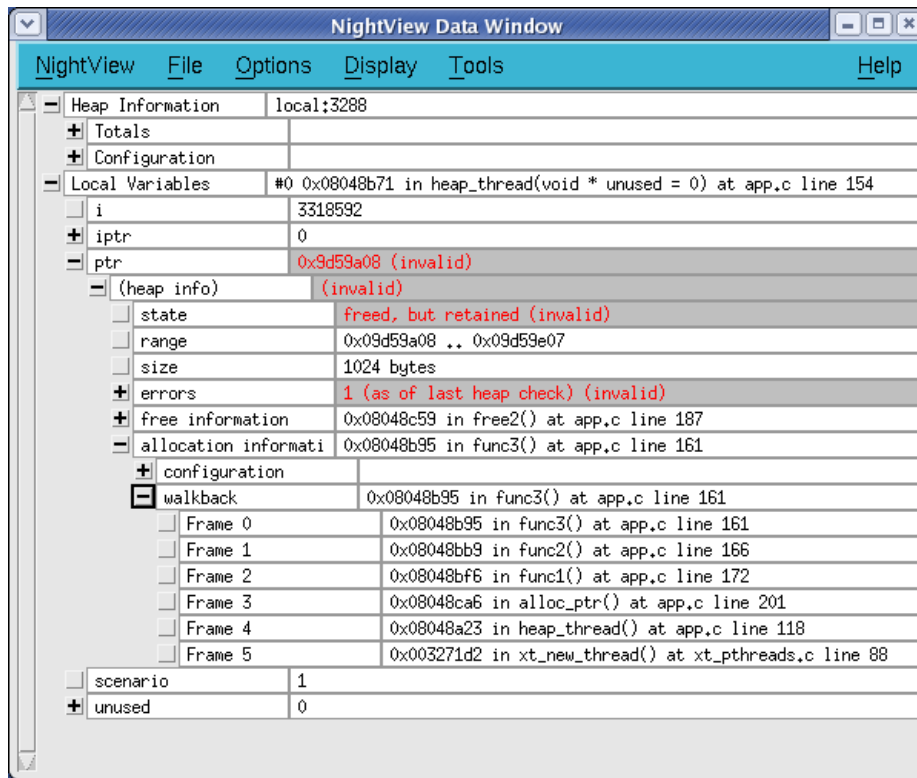 NightView Data Window
NightView File Options Display Tools Help
Heap Information local:3288
Totals
Configuration
Local Variables #0 0x08048b71 in heap_thread(void * unused = 0) at app.c line 154
i 3318592
iptr 0
ptr 0x9d59a08 (invalid)
(heap info) (invalid)
state freed, but retained (invalid)
range 0x09d59a08 .. 0x09d59e07
size 1024 bytes
errors 1 (as of last heap check) (invalid)
free information 0x08048c59 in free2() at app.c line 187
allocation informati 0x08048b95 in func3() at app.c line 161
configuration
walkback 0x08048b95 in func3() at app.c line 161
Frame 0 0x08048b95 in func3() at app.c line 161
Frame 1 0x08048bb9 in func2() at app.c line 166
Frame 2 0x08048bf6 in func1() at app.c line 172
Frame 3 0x08048ca6 in alloc_ptr() at app.c line 201
Frame 4 0x08048a23 in heap_thread() at app.c line 118
Frame 5 0x003271d2 in xt_new_thread() at xt_pthreads.c line 88
scenario 1
unused 0